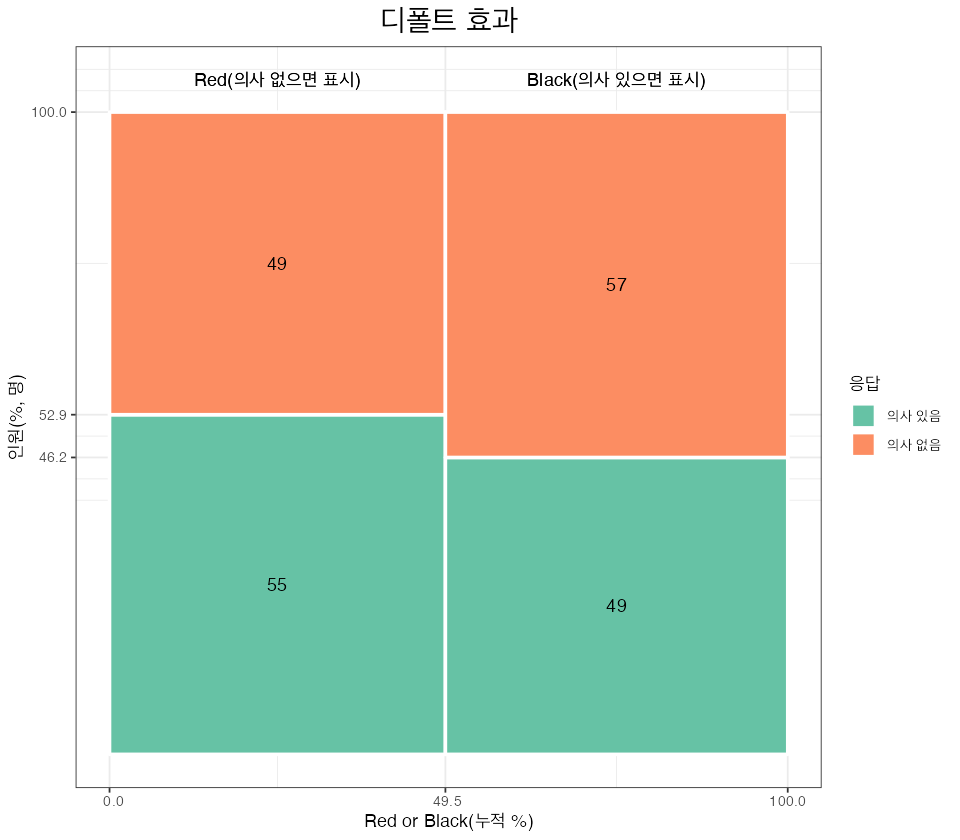 디폴트 효과
Red(의사 없으면 표시)
Black(의사 있으면 표시)
100.0
52.9
46.2
인원(%, 명)
49
57
55
49
0.0
49.5
100.0
Red or Black(누적 %)
응답
의사 있음
의사 없음